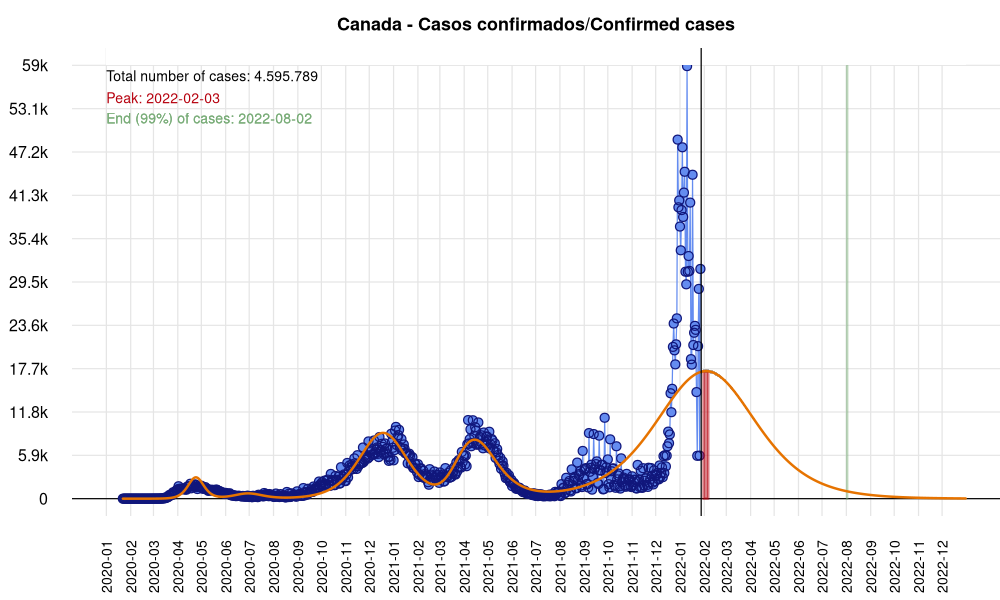 Canada - Casos confirmados/Confirmed cases
Total number of cases: 4.595.789
Peak: 2022-02-03
End (99%) of cases: 2022-08-02
59k
53.1k
47.2k
41.3k
35.4k
29.5k
23.6k
17.7k
11.8k
5.9k
0
2020-01
2020-02
2020-03
2020-04
2020-05
2020-06
2020-07
2020-08
2020-09
2020-10
2020-11
2020-12
2021-01
2021-02
2021-03
2021-04
2021-05
2021-06
2021-07
2021-08
2021-09
2021-10
2021-11
2021-12
2022-01
2022-02
2022-03
2022-04
2022-05
2022-06
2022-07
2022-08
2022-09
2022-10
2022-11
2022-12